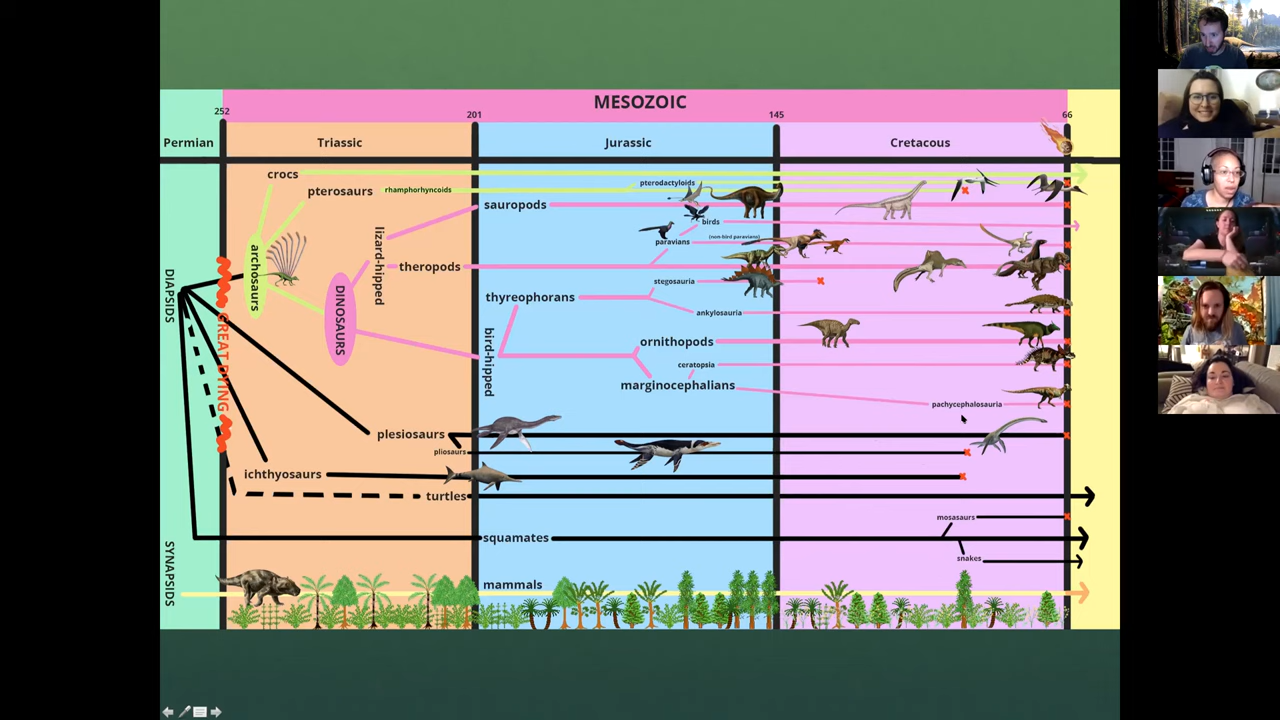 MESOZOIC
252
201
145
66
Permian
Triassic
Jurassic
Cretacous
crocs
pterosaurs
rhamphorhyncoids
pterodactyloids
sauropods
birds
lizard-hipped
paravians
(non-bird paravians)
archosaurs
theropods
DIAPSIDS
stegosauria
thyreophorans
DINOSAURS
ankylosauria
GREAT DYING
bird-hipped
ornithopods
ceratopsia
marginocephalians
pachycephalosauria
plesiosaurs
pliosaurs
ichthyosaurs
turtles
mosasaurs
squamates
snakes
SYNAPSIDS
mammals